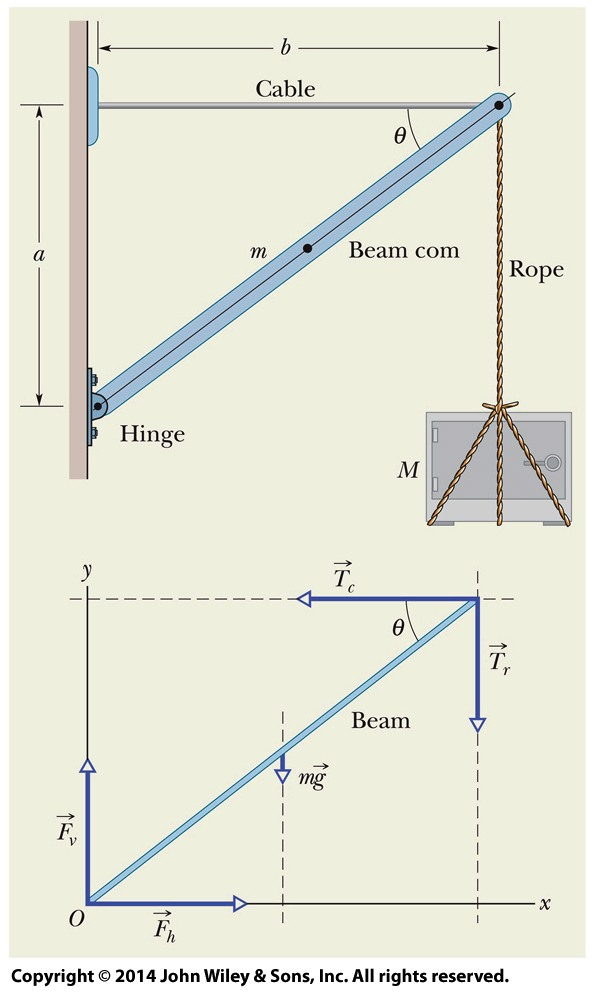 b
Cable
θ
a
m
Beam com
Rope
Hinge
M
y
T⃗c
θ
T⃗r
Beam
mg⃗
F⃗v
O
F⃗h
x
Copyright © 2014 John Wiley & Sons, Inc. All rights reserved.